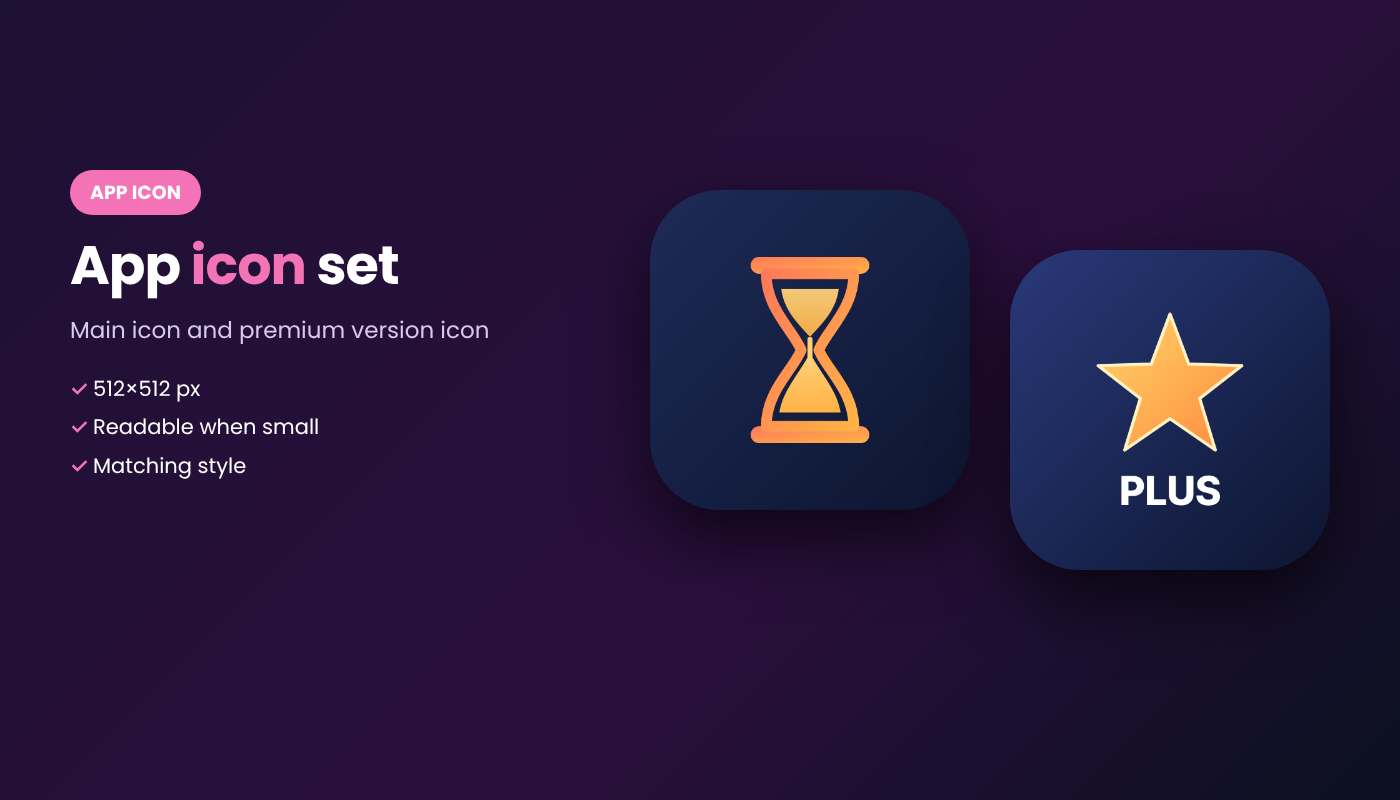 APP ICON
App icon set
Main icon and premium version icon
✓ 512×512 px
✓ Readable when small
✓ Matching style
PLUS